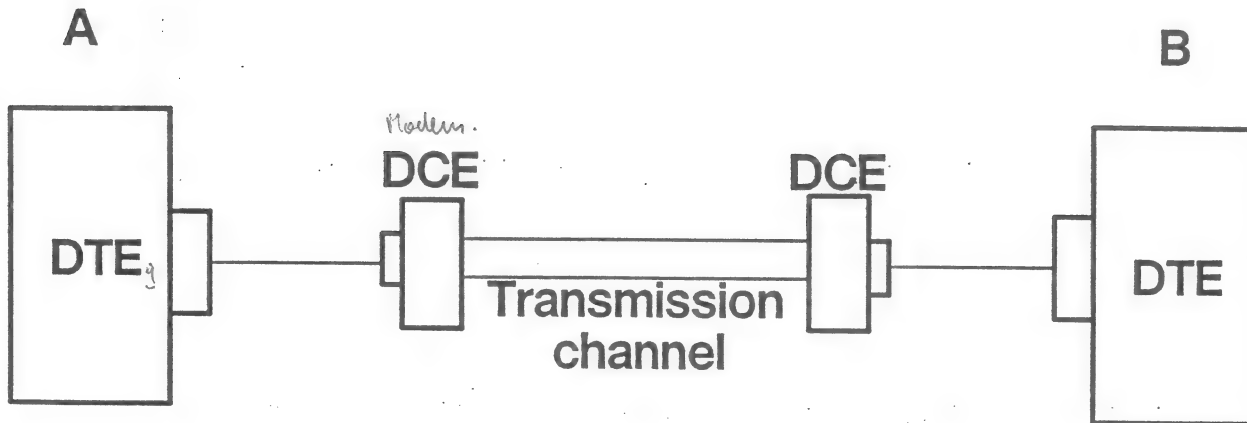 A
B
Modem.
DCE
DCE
DTE
DTE
Transmission
channel